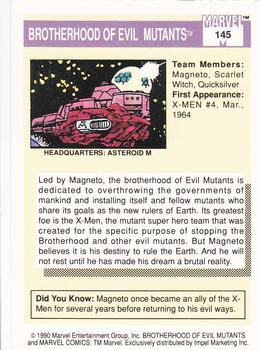 MARVEL™
BROTHERHOOD OF EVIL MUTANTS™
145
Team Members:
Magneto, Scarlet
Witch, Quicksilver
First Appearance:
X-MEN #4, Mar.,
1964
HEADQUARTERS: ASTEROID M
Led by Magneto, the brotherhood of Evil Mutants is
dedicated to overthrowing the governments of
mankind and installing itself and fellow mutants who
share its goals as the new rulers of Earth. Its greatest
foe is the X-Men, the mutant super hero team that was
created for the specific purpose of stopping the
Brotherhood and other evil mutants. But Magneto
believes it is his destiny to rule the Earth. And he will
not rest until he has made his dream a brutal reality.
Did You Know: Magneto once became an ally of the X-
Men for several years before returning to his evil ways.
© 1990 Marvel Entertainment Group, Inc. BROTHERHOOD OF EVIL MUTANTS
and MARVEL COMICS: TM Marvel. Exclusively distributed by Impel Marketing Inc.